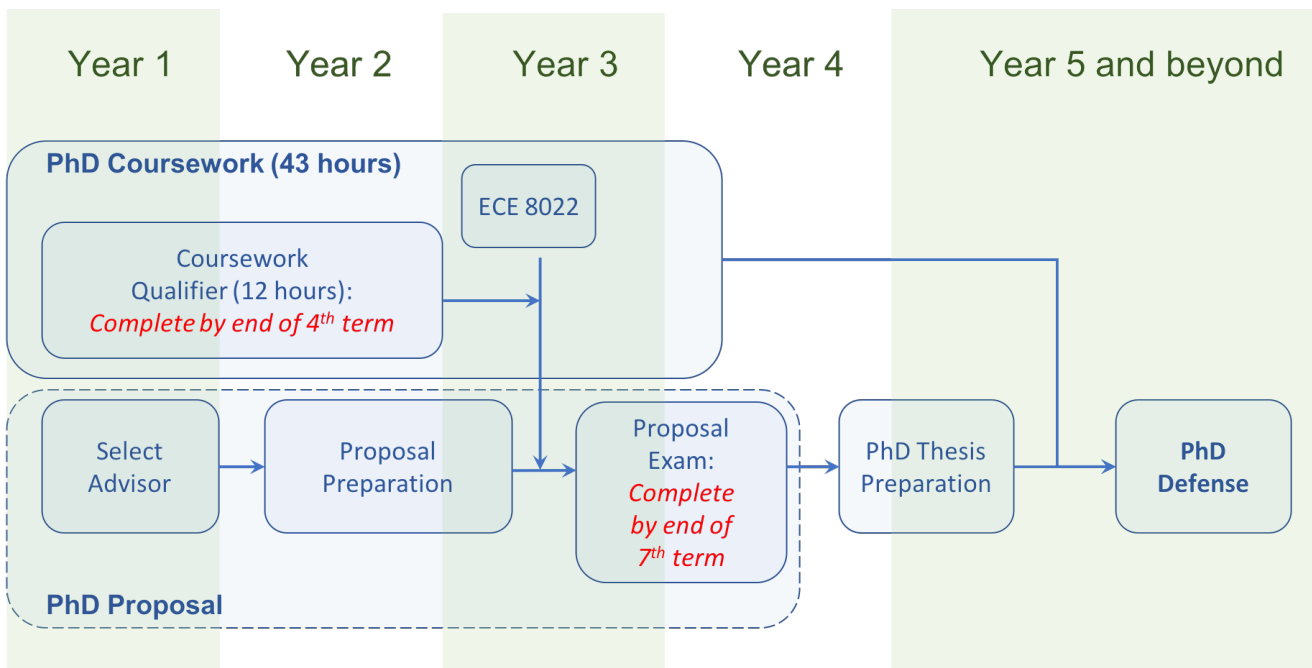 Year 1
Year 2
Year 3
Year 4
Year 5 and beyond
PhD Coursework (43 hours)
ECE 8022
Coursework
Qualifier (12 hours):
Complete by end of 4th term
Select
Advisor
Proposal
Preparation
Proposal
Exam:
Complete
by end of
7th term
PhD Thesis
Preparation
PhD
Defense
PhD Proposal